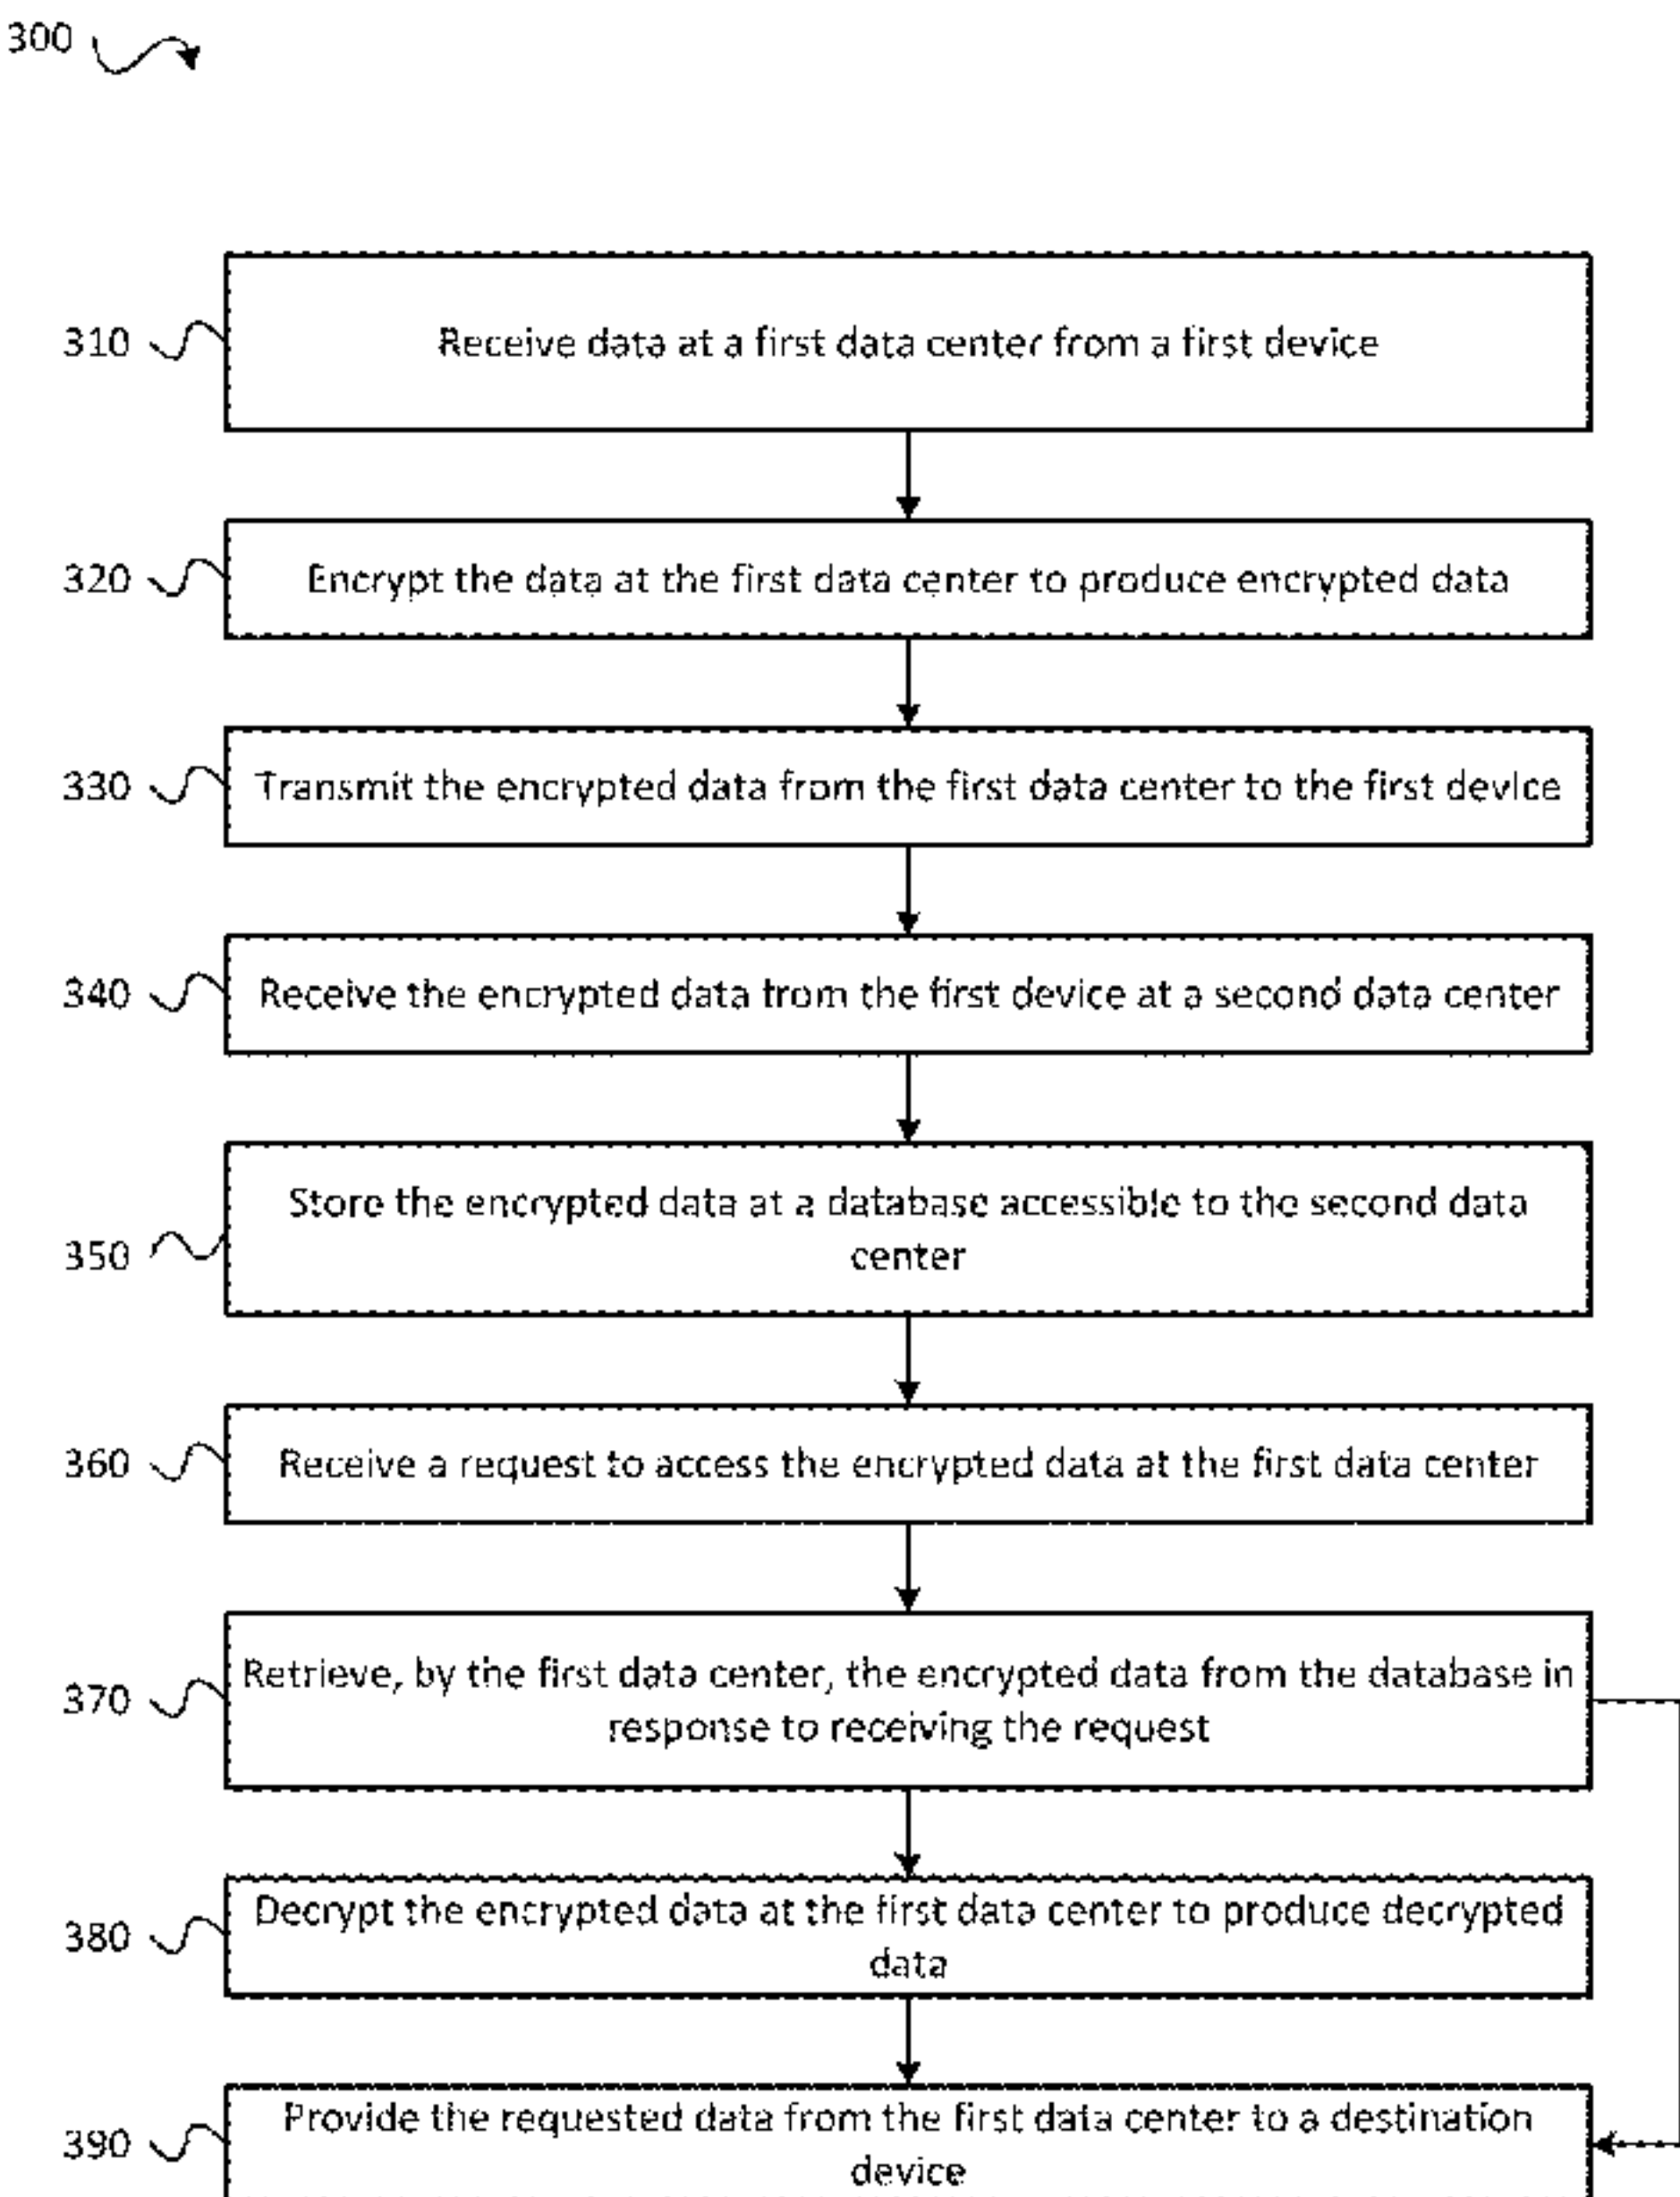 300
310
Receive data at a first data center from a first device
320
Encrypt the data at the first data center to produce encrypted data
330
Transmit the encrypted data from the first data center to the first device
340
Receive the encrypted data from the first device at a second data center
350
Store the encrypted data at a database accessible to the second data
center
360
Receive a request to access the encrypted data at the first data center
370
Retrieve, by the first data center, the encrypted data from the database in
response to receiving the request
380
Decrypt the encrypted data at the first data center to produce decrypted
data
390
Provide the requested data from the first data center to a destination
device